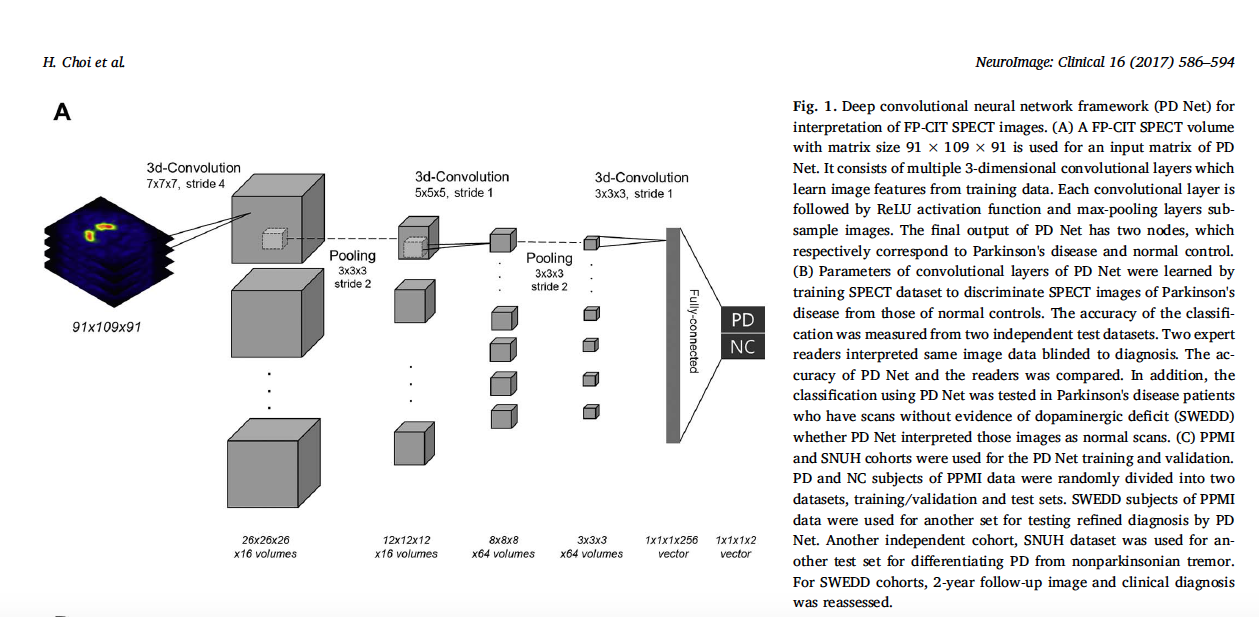 H. Choi et al.
NeuroImage: Clinical 16 (2017) 586–594
A
3d-Convolution
7x7x7, stride 4
3d-Convolution
5x5x5, stride 1
3d-Convolution
3x3x3, stride 1
Pooling
3x3x3
stride 2
Pooling
3x3x3
stride 2
91x109x91
Fully-connected
PD
NC
26x26x26
x16 volumes
12x12x12
x16 volumes
8x8x8
x64 volumes
3x3x3
x64 volumes
1x1x1x256
vector
1x1x1x2
vector
Fig. 1. Deep convolutional neural network framework (PD Net) for
interpretation of FP-CIT SPECT images. (A) A FP-CIT SPECT volume
with matrix size 91 × 109 × 91 is used for an input matrix of PD
Net. It consists of multiple 3-dimensional convolutional layers which
learn image features from training data. Each convolutional layer is
followed by ReLU activation function and max-pooling layers sub-
sample images. The final output of PD Net has two nodes, which
respectively correspond to Parkinson's disease and normal control.
(B) Parameters of convolutional layers of PD Net were learned by
training SPECT dataset to discriminate SPECT images of Parkinson's
disease from those of normal controls. The accuracy of the classifi-
cation was measured from two independent test datasets. Two expert
readers interpreted same image data blinded to diagnosis. The ac-
curacy of PD Net and the readers was compared. In addition, the
classification using PD Net was tested in Parkinson's disease patients
who have scans without evidence of dopaminergic deficit (SWEDD)
whether PD Net interpreted those images as normal scans. (C) PPMI
and SNUH cohorts were used for the PD Net training and validation.
PD and NC subjects of PPMI data were randomly divided into two
datasets, training/validation and test sets. SWEDD subjects of PPMI
data were used for another set for testing refined diagnosis by PD
Net. Another independent cohort, SNUH dataset was used for an-
other test set for differentiating PD from nonparkinsonian tremor.
For SWEDD cohorts, 2-year follow-up image and clinical diagnosis
was reassessed.